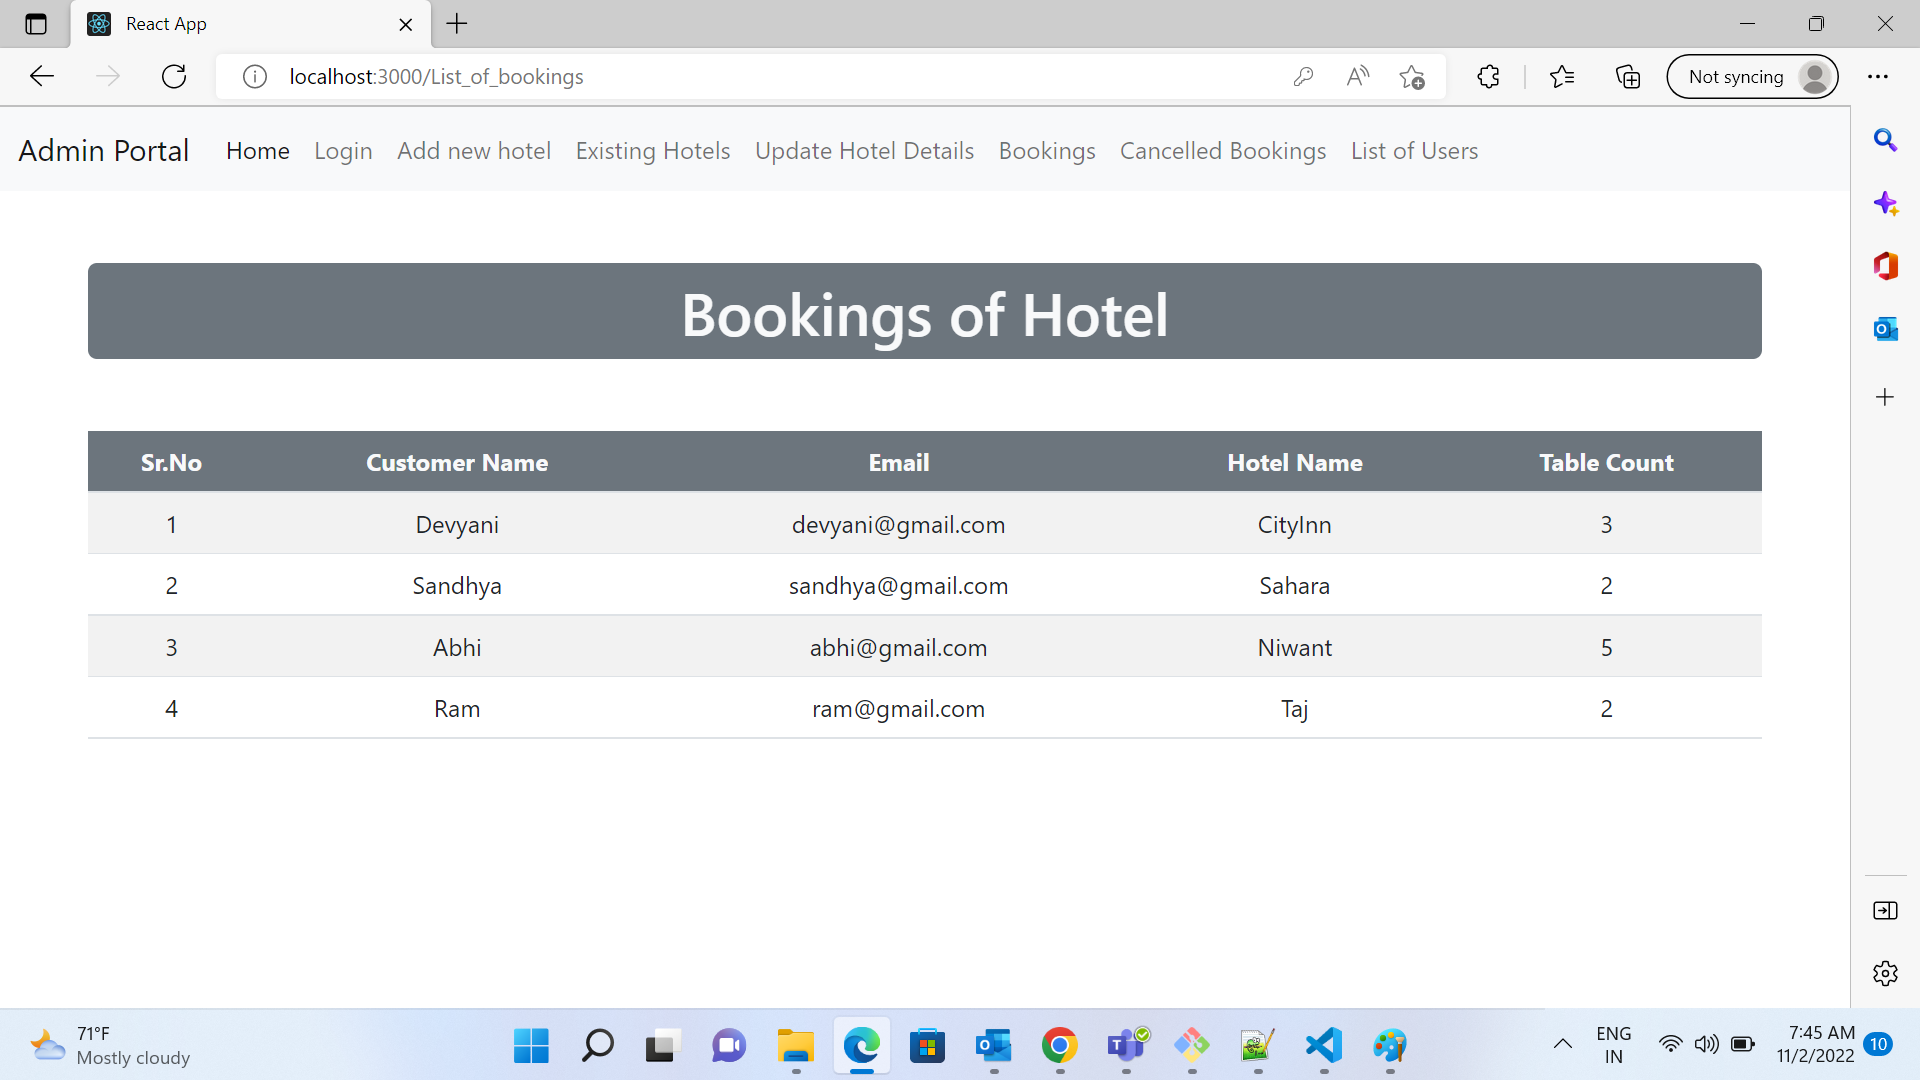 React App
localhost:3000/List_of_bookings
Not syncing
Admin Portal Home Login Add new hotel Existing Hotels Update Hotel Details Bookings Cancelled Bookings List of Users
Bookings of Hotel
Sr.No Customer Name Email Hotel Name Table Count
1 Devyani devyani@gmail.com CityInn 3
2 Sandhya sandhya@gmail.com Sahara 2
3 Abhi abhi@gmail.com Niwant 5
4 Ram ram@gmail.com Taj 2
71°F
Mostly cloudy
ENG
IN
7:45 AM
11/2/2022
10